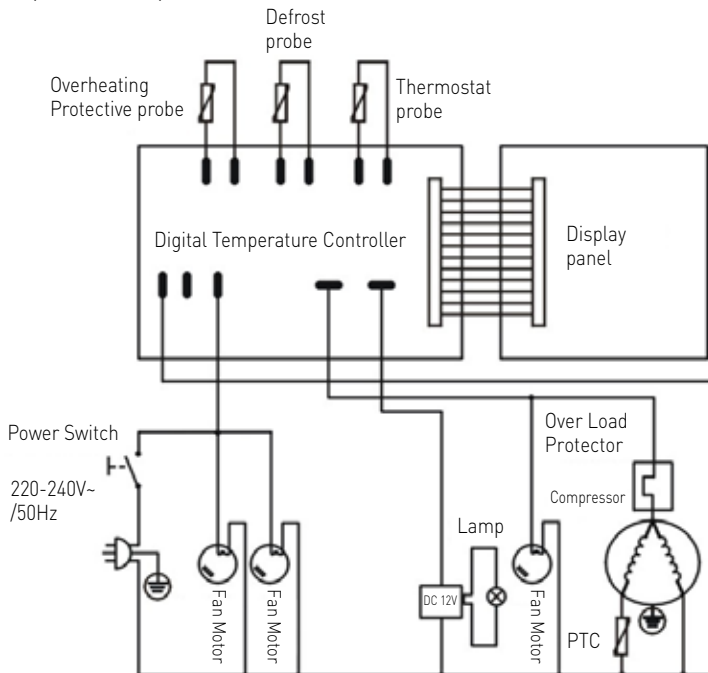 Defrost
probe
Overheating
Protective probe
Thermostat
probe
Digital Temperature Controller
Display
panel
Power Switch
220-240V~
/50Hz
Over Load
Protector
Compressor
Lamp
DC 12V
Fan Motor
Fan Motor
Fan Motor
PTC